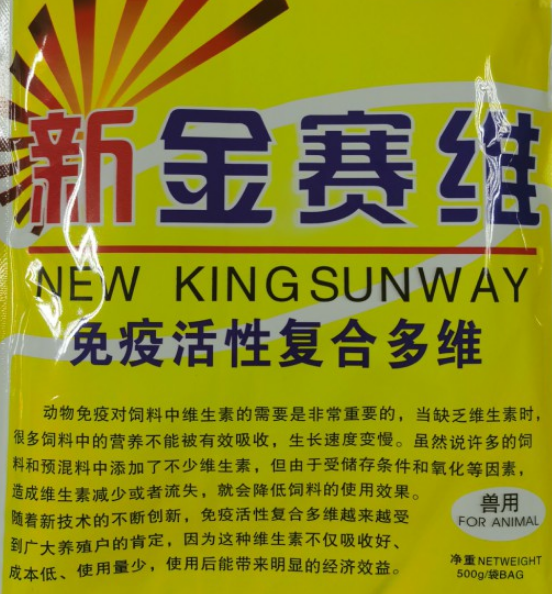 新金赛维
NEW KINGSUNWAY
免疫活性复合多维
动物免疫对饲料中维生素的需要是非常重要的，当缺乏维生素时，
很多饲料中的营养不能被有效吸收，生长速度变慢。虽然说许多的饲
料和预混料中添加了不少维生素，但由于受储存条件和氧化等因素，
造成维生素减少或者流失，就会降低饲料的使用效果。
随着新技术的不断创新，免疫活性复合多维越来越受
到广大养殖户的肯定，因为这种维生素不仅吸收好、
成本低、使用量少，使用后能带来明显的经济效益。
兽用
FOR ANIMAL
净重 NETWEIGHT
500g/袋BAG